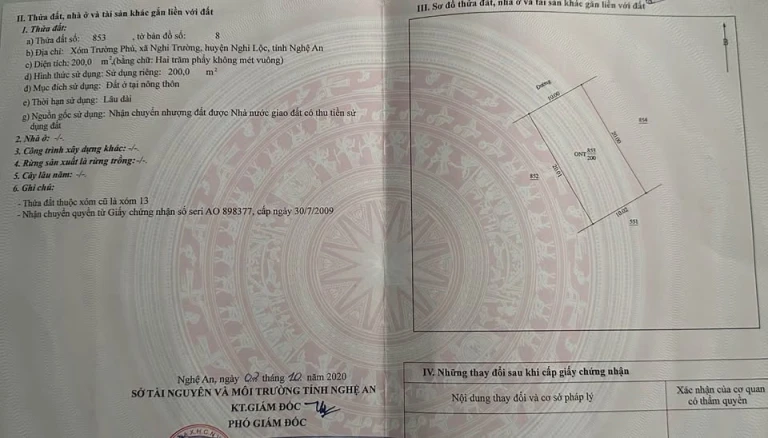 II. Thửa đất, nhà ở và tài sản khác gắn liền với đất
1. Thửa đất:
a) Thửa đất số: 853 , tờ bản đồ số: 8
b) Địa chỉ: Xóm Trường Phú, xã Nghi Trường, huyện Nghi Lộc, tỉnh Nghệ An
c) Diện tích: 200,0 m², (bằng chữ: Hai trăm phẩy không mét vuông)
d) Hình thức sử dụng: Sử dụng riêng: 200,0 m²
đ) Mục đích sử dụng: Đất ở tại nông thôn
e) Thời hạn sử dụng: Lâu dài
g) Nguồn gốc sử dụng: Nhận chuyển nhượng đất được Nhà nước giao đất có thu tiền sử
dụng đất
2. Nhà ở: -/-.
3. Công trình xây dựng khác: -/-.
4. Rừng sản xuất là rừng trồng: -/-.
5. Cây lâu năm: -/-.
6. Ghi chú:
- Thửa đất thuộc xóm cũ là xóm 13
- Nhận chuyển quyền từ Giấy chứng nhận số seri AO 898377, cấp ngày 30/7/2009
Nghệ An, ngày tháng 10 năm 2020
SỞ TÀI NGUYÊN VÀ MÔI TRƯỜNG TỈNH NGHỆ AN
KT.GIÁM ĐỐC
PHÓ GIÁM ĐỐC
III. Sơ đồ thửa đất, nhà ở và tài sản khác gắn liền với đất
B
Đường
10.00
854
20.00
ONT 853
200
20.01
852
10.02
551
IV. Những thay đổi sau khi cấp giấy chứng nhận
Nội dung thay đổi và cơ sở pháp lý
Xác nhận của cơ quan
có thẩm quyền